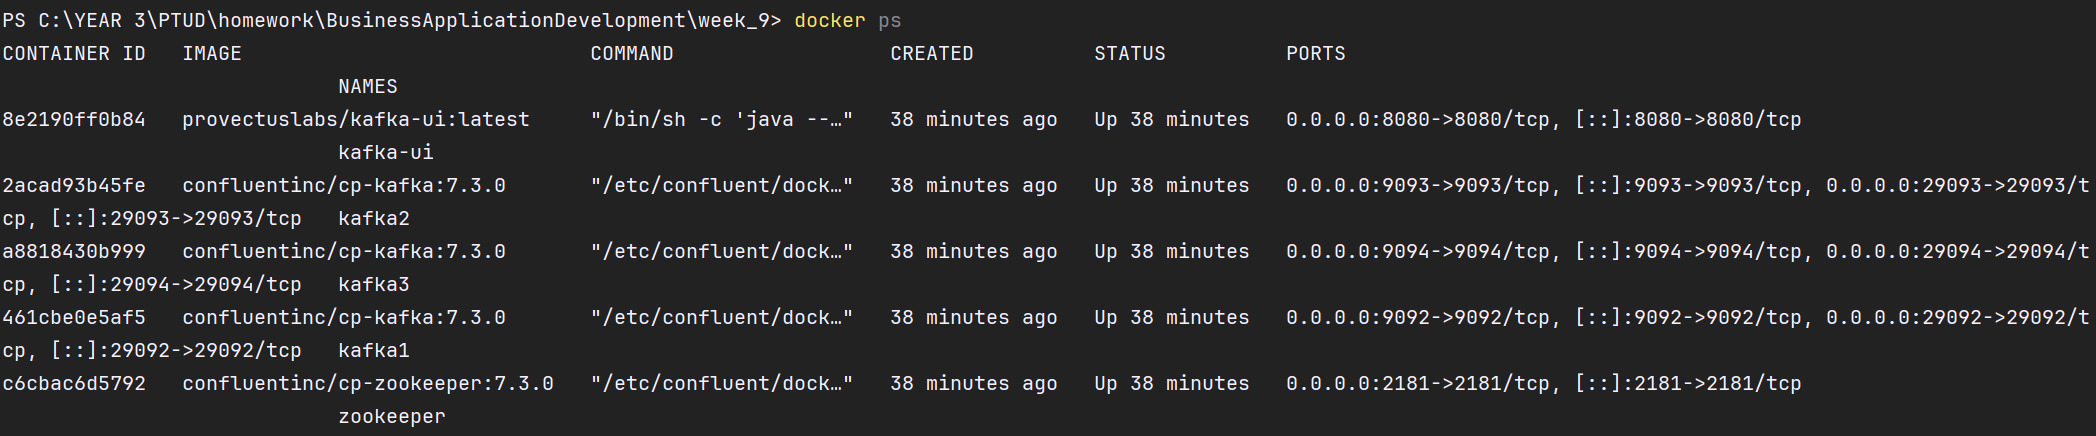 PS C:\YEAR 3\PTUD\homework\BusinessApplicationDevelopment\week_9> docker ps
CONTAINER ID   IMAGE                             COMMAND                  CREATED          STATUS          PORTS
                            NAMES
8e2190ff0b84   provectuslabs/kafka-ui:latest     "/bin/sh -c 'java --…"   38 minutes ago   Up 38 minutes   0.0.0.0:8080->8080/tcp, [::]:8080->8080/tcp
                            kafka-ui
2acad93b45fe   confluentinc/cp-kafka:7.3.0       "/etc/confluent/dock…"   38 minutes ago   Up 38 minutes   0.0.0.0:9093->9093/tcp, [::]:9093->9093/tcp, 0.0.0.0:29093->29093/t
cp, [::]:29093->29093/tcp   kafka2
a8818430b999   confluentinc/cp-kafka:7.3.0       "/etc/confluent/dock…"   38 minutes ago   Up 38 minutes   0.0.0.0:9094->9094/tcp, [::]:9094->9094/tcp, 0.0.0.0:29094->29094/t
cp, [::]:29094->29094/tcp   kafka3
461cbe0e5af5   confluentinc/cp-kafka:7.3.0       "/etc/confluent/dock…"   38 minutes ago   Up 38 minutes   0.0.0.0:9092->9092/tcp, [::]:9092->9092/tcp, 0.0.0.0:29092->29092/t
cp, [::]:29092->29092/tcp   kafka1
c6cbac6d5792   confluentinc/cp-zookeeper:7.3.0   "/etc/confluent/dock…"   38 minutes ago   Up 38 minutes   0.0.0.0:2181->2181/tcp, [::]:2181->2181/tcp
                            zookeeper